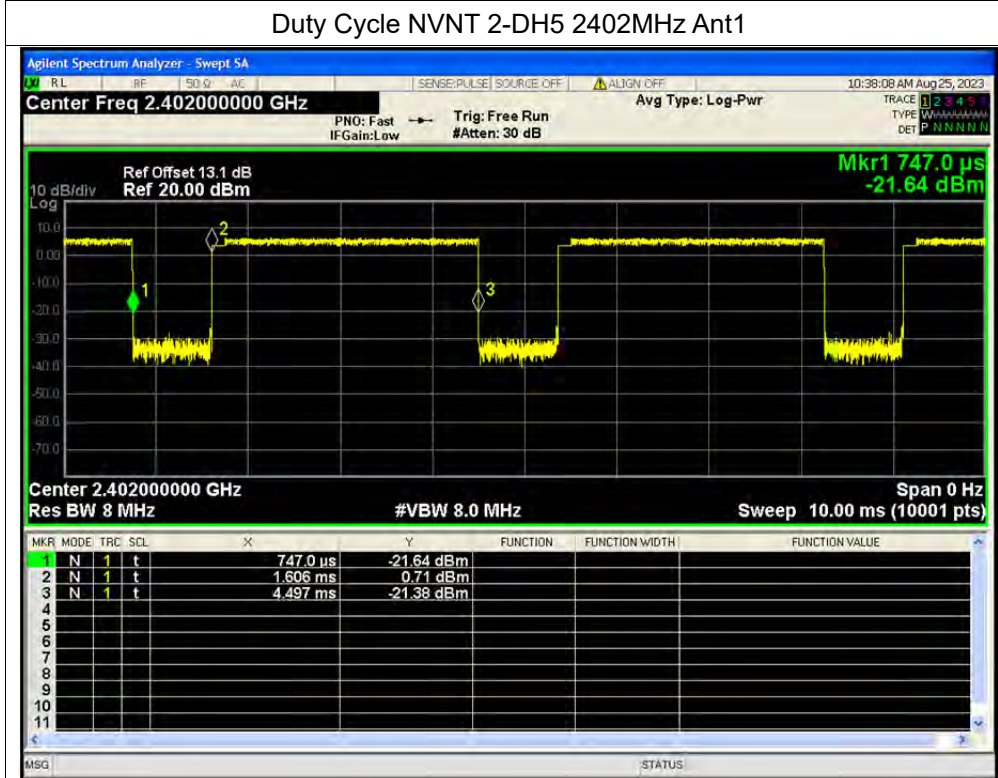 Duty Cycle NVNT 2-DH5 2402MHz Ant1
Agilent Spectrum Analyzer - Swept SA
RL RF 50 Ω AC SENSE:PULSE SOURCE OFF ALIGN OFF 10:38:08 AM Aug 25, 2023
Center Freq 2.402000000 GHz Avg Type: Log-Pwr TRACE 1 2 3 4 5 6
PNO: Fast Trig: Free Run TYPE W
IFGain:Low #Atten: 30 dB DET P N N N N N
Mkr1 747.0 µs
Ref Offset 13.1 dB
10 dB/div Ref 20.00 dBm -21.64 dBm
Log
10.0
2
0.00
-10.0
1
3
-20.0
-30.0
-40.0
-50.0
-60.0
-70.0
Center 2.402000000 GHz Span 0 Hz
Res BW 8 MHz #VBW 8.0 MHz Sweep 10.00 ms (10001 pts)
MKR MODE TRC SCL X Y FUNCTION FUNCTION WIDTH FUNCTION VALUE
1 N 1 t 747.0 µs -21.64 dBm
2 N 1 t 1.606 ms 0.71 dBm
3 N 1 t 4.497 ms -21.38 dBm
4
5
6
7
8
9
10
11
MSG STATUS